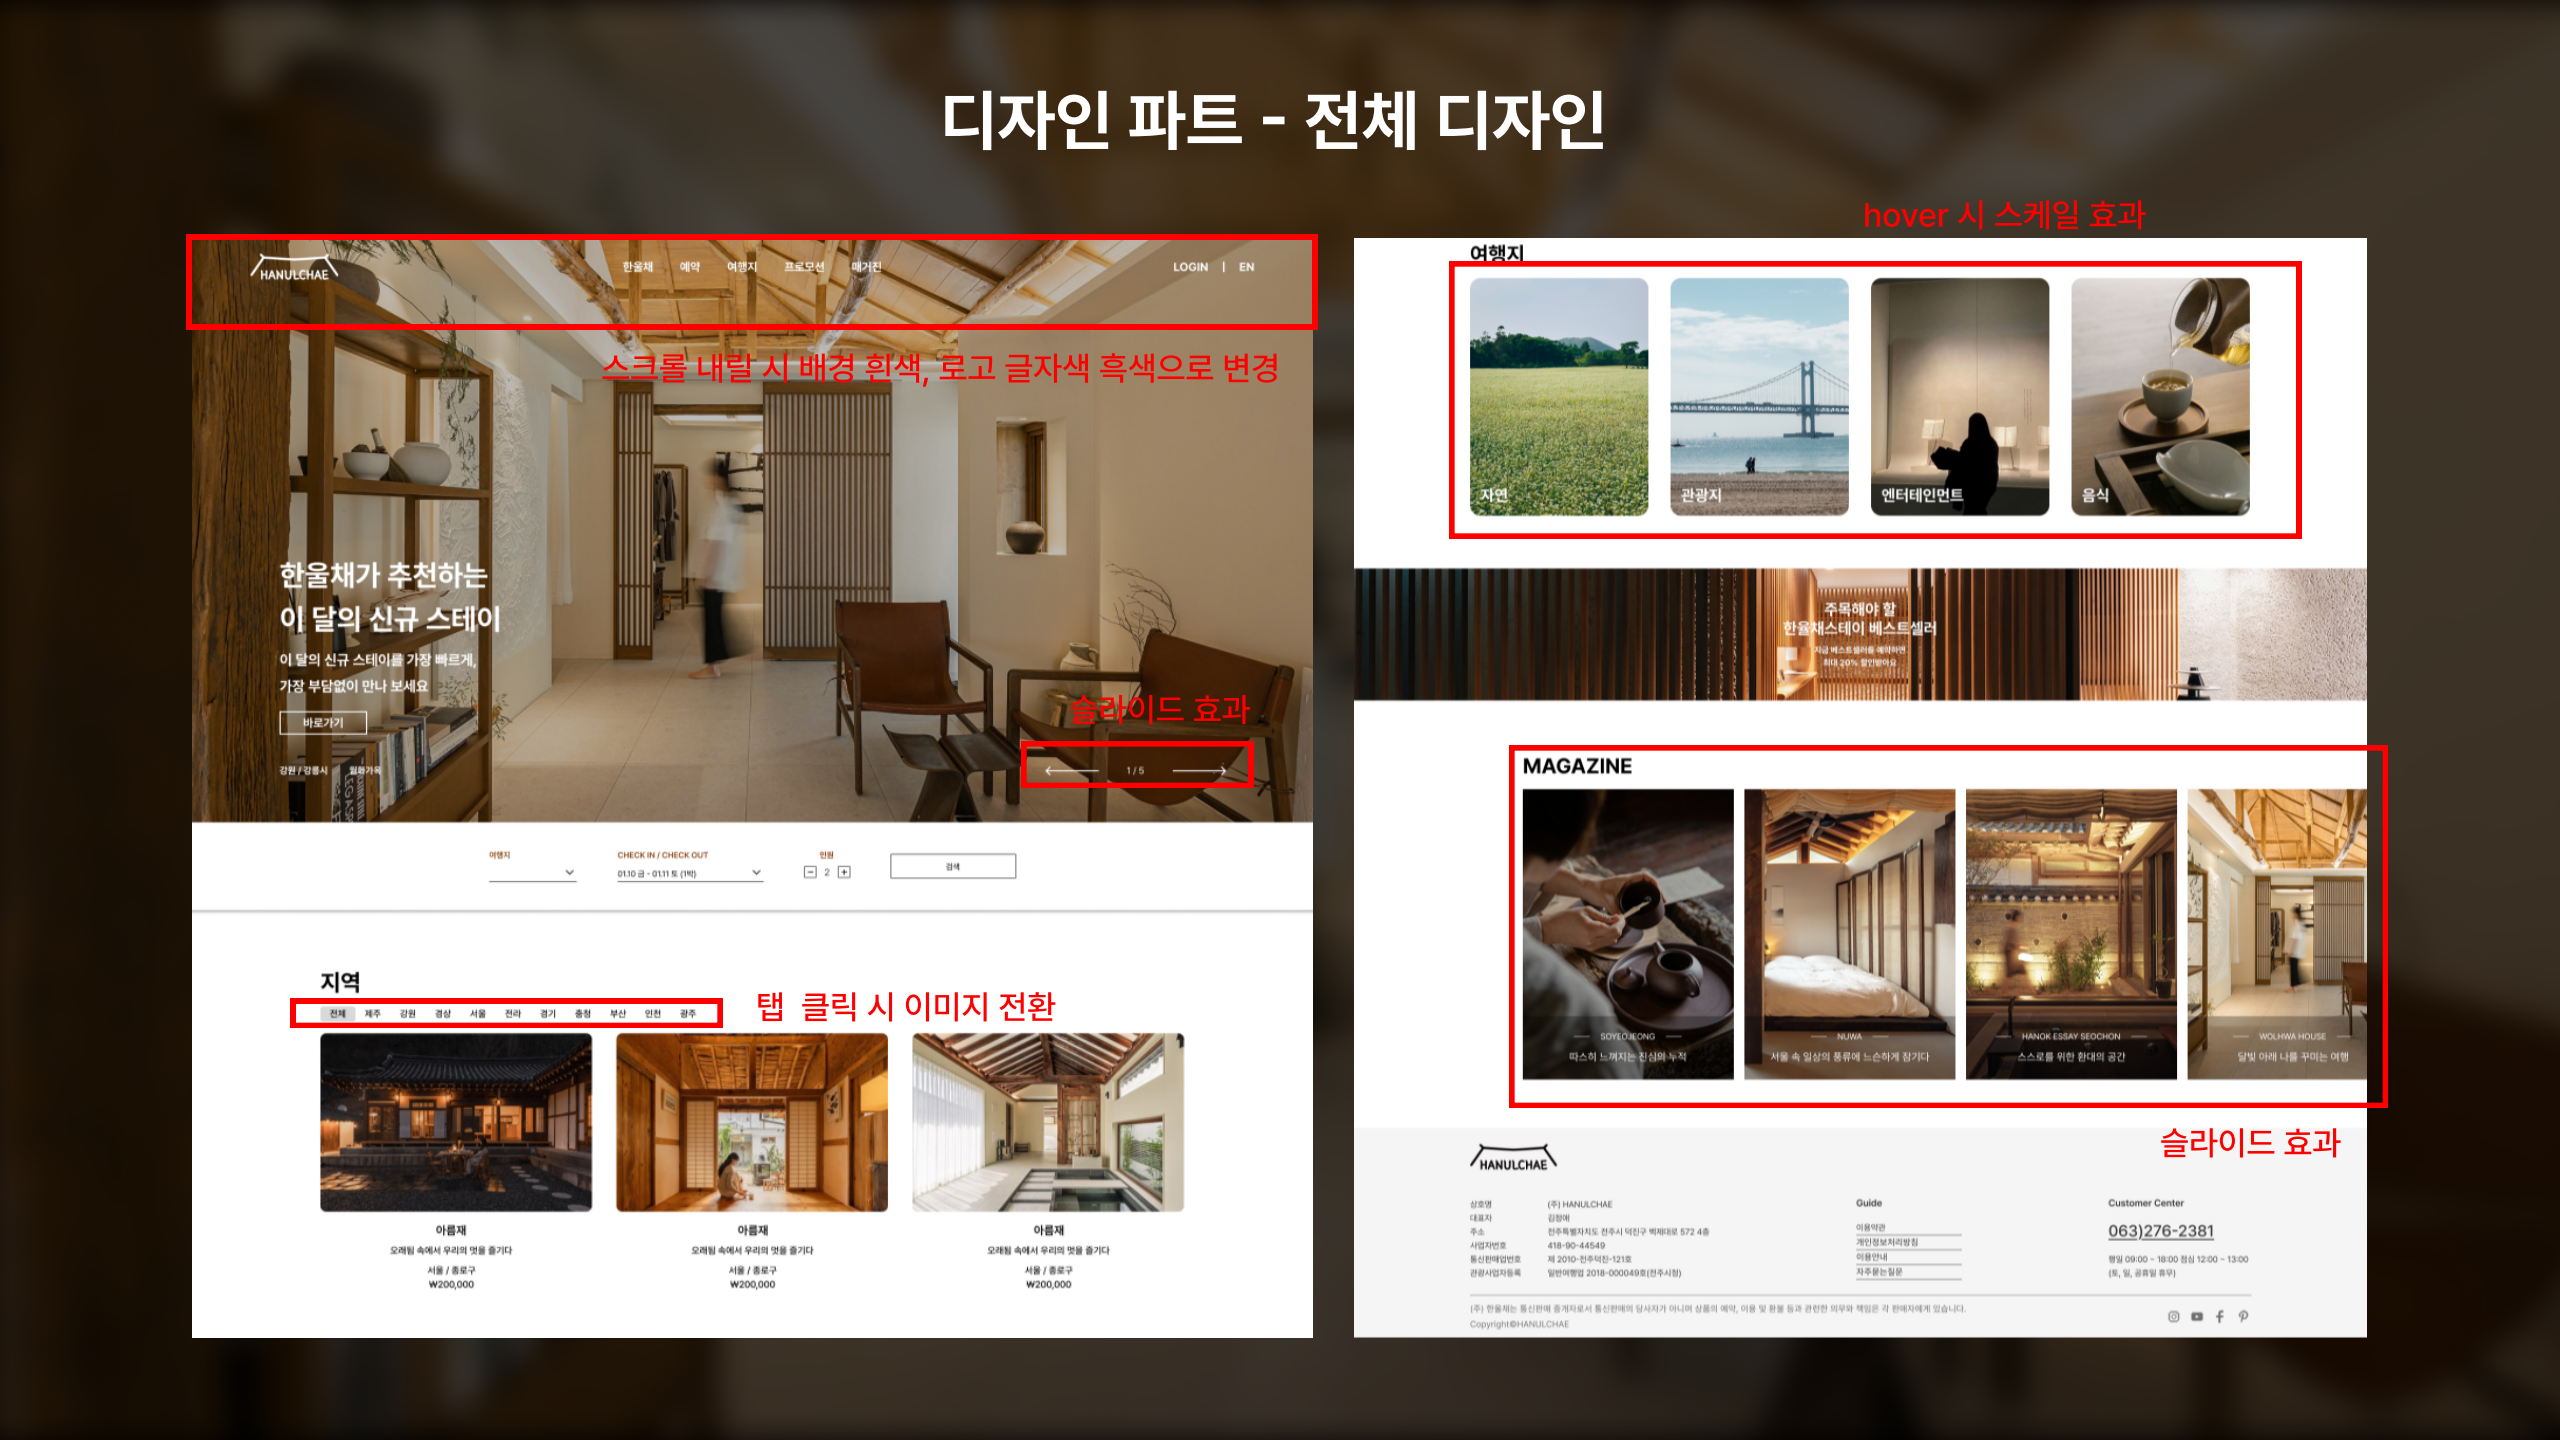 디자인 파트 - 전체 디자인
HANULCHAE
한울채 예약 여행지 프로모션 매거진
LOGIN | EN
스크롤 내릴 시 배경 흰색, 로고 글자색 흑색으로 변경
한울채가 추천하는
이 달의 신규 스테이
이 달의 신규 스테이를 가장 빠르게,
가장 부담없이 만나 보세요
바로가기
강원 / 강릉시 월화가옥
슬라이드 효과
1 / 5
여행지
CHECK IN / CHECK OUT
인원
01.10 금 - 01.11 토 (1박)
2
검색
지역
전체 제주 강원 경상 서울 전라 경기 충청 부산 인천 광주
탭 클릭 시 이미지 전환
아름재
오래됨 속에서 우리의 멋을 즐기다
서울 / 종로구
₩200,000
아름재
오래됨 속에서 우리의 멋을 즐기다
서울 / 종로구
₩200,000
아름재
오래됨 속에서 우리의 멋을 즐기다
서울 / 종로구
₩200,000
hover 시 스케일 효과
여행지
자연
관광지
엔터테인먼트
음식
주목해야 할
한율채스테이 베스트셀러
지금 베스트셀러를 예약하면
최대 20% 할인받아요
MAGAZINE
SOYEOJEONG
따스히 느껴지는 진심의 누적
NUWA
서울 속 일상의 풍류에 느슨하게 잠기다
HANOK ESSAY SEOCHON
스스로를 위한 환대의 공간
WOLHWA HOUSE
달빛 아래 나를 꾸미는 여행
슬라이드 효과
HANULCHAE
상호명 (주) HANULCHAE
대표자 김정애
주소 전주특별자치도 전주시 덕진구 백제대로 572 4층
사업자번호 418-90-44549
통신판매업번호 제 2010-전주덕진-121호
관광사업자등록 일반여행업 2018-000049호(전주시청)
Guide
이용약관
개인정보처리방침
이용안내
자주묻는질문
Customer Center
063)276-2381
평일 09:00 ~ 18:00 점심 12:00 ~ 13:00
(토, 일, 공휴일 휴무)
(주) 한울채는 통신판매 중개자로서 통신판매의 당사자가 아니며 상품의 예약, 이용 및 환불 등과 관련한 의무와 책임은 각 판매자에게 있습니다.
Copyright©HANULCHAE